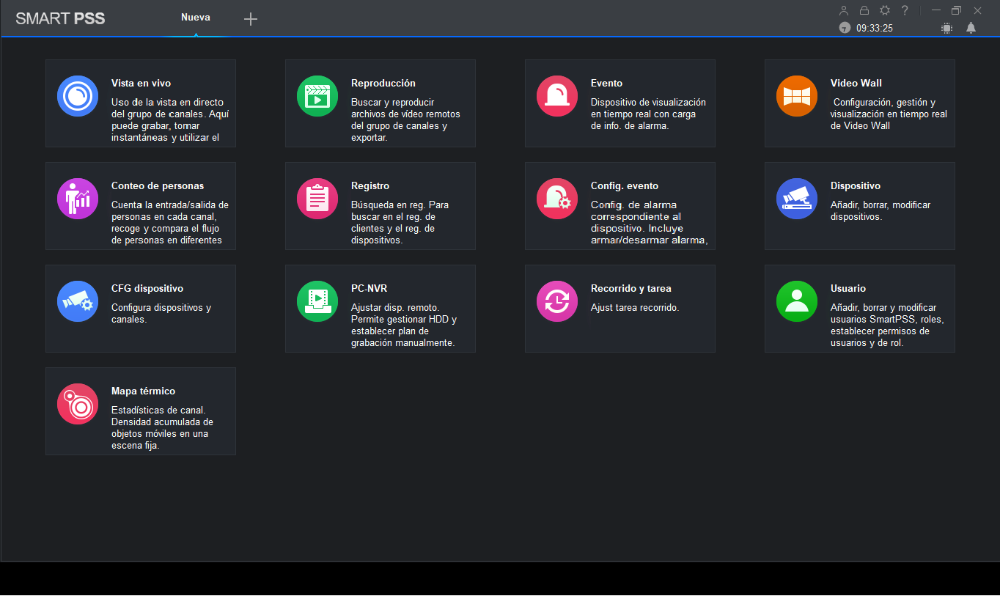 SMART PSS
Nueva
09:33:25
Vista en vivo
Uso de la vista en directo
del grupo de canales. Aquí
puede grabar, tomar
instantáneas y utilizar el
Reproducción
Buscar y reproducir
archivos de vídeo remotos
del grupo de canales y
exportar.
Evento
Dispositivo de visualización
en tiempo real con carga
de info. de alarma.
Video Wall
Configuración, gestión y
visualización en tiempo real
de Video Wall
Conteo de personas
Cuenta la entrada/salida de
personas en cada canal,
recoge y compara el flujo
de personas en diferentes
Registro
Búsqueda en reg. Para
buscar en el reg. de
clientes y el reg. de
dispositivos.
Config. evento
Config. de alarma
correspondiente al
dispositivo. Incluye
armar/desarmar alarma,
Dispositivo
Añadir, borrar, modificar
dispositivos.
CFG dispositivo
Configura dispositivos y
canales.
PC-NVR
Ajustar disp. remoto.
Permite gestionar HDD y
establecer plan de
grabación manualmente.
Recorrido y tarea
Ajust tarea recorrido.
Usuario
Añadir, borrar y modificar
usuarios SmartPSS, roles,
establecer permisos de
usuarios y de rol.
Mapa térmico
Estadísticas de canal.
Densidad acumulada de
objetos móviles en una
escena fija.